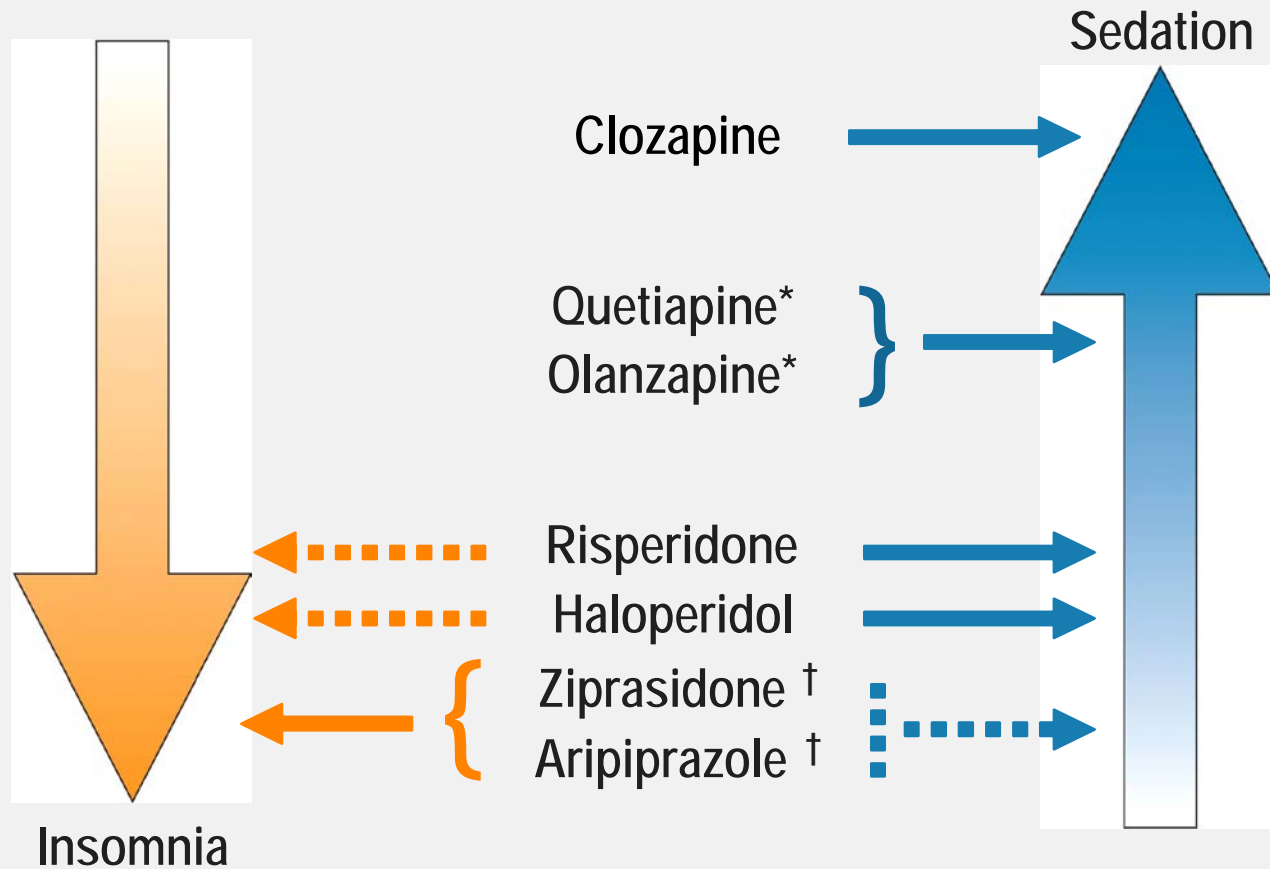 Sedation
Clozapine
Quetiapine*
Olanzapine*
Risperidone
Haloperidol
Ziprasidone †
Aripiprazole †
Insomnia